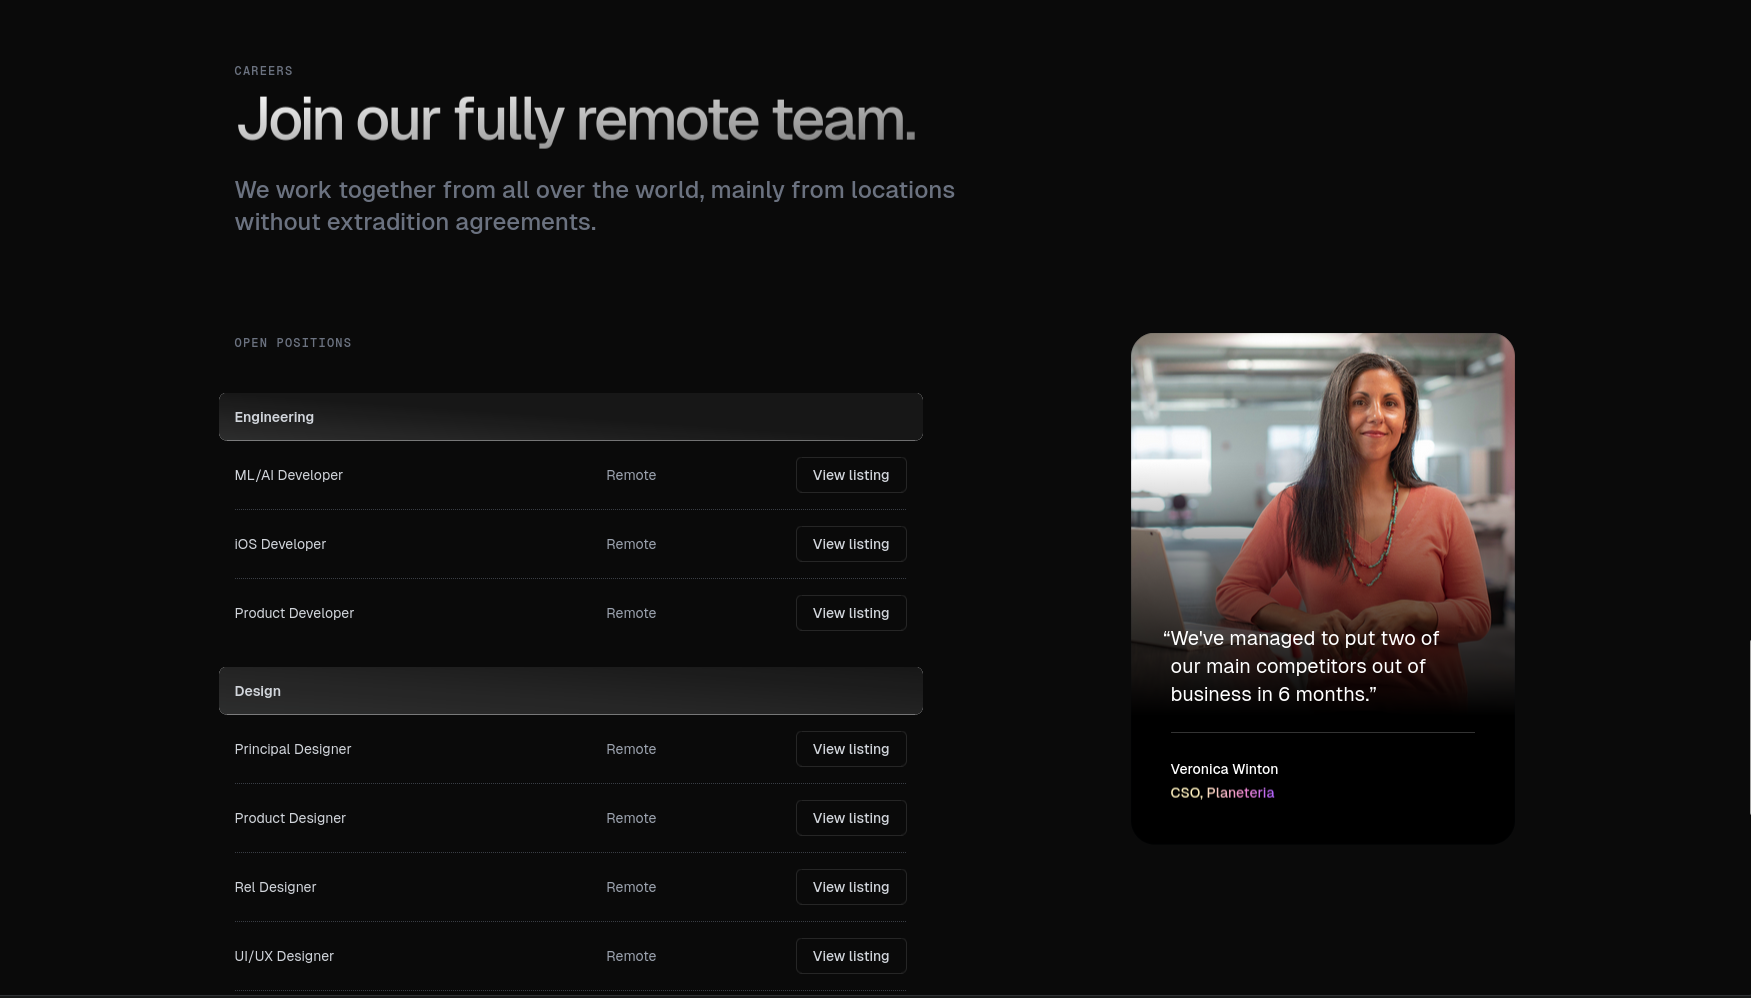 CAREERS
Join our fully remote team.
We work together from all over the world, mainly from locations
without extradition agreements.
OPEN POSITIONS
Engineering
ML/AI Developer Remote View listing
iOS Developer Remote View listing
Product Developer Remote View listing
Design
Principal Designer Remote View listing
Product Designer Remote View listing
Rel Designer Remote View listing
UI/UX Designer Remote View listing
“We've managed to put two of
our main competitors out of
business in 6 months.”
Veronica Winton
CSO, Planeteria